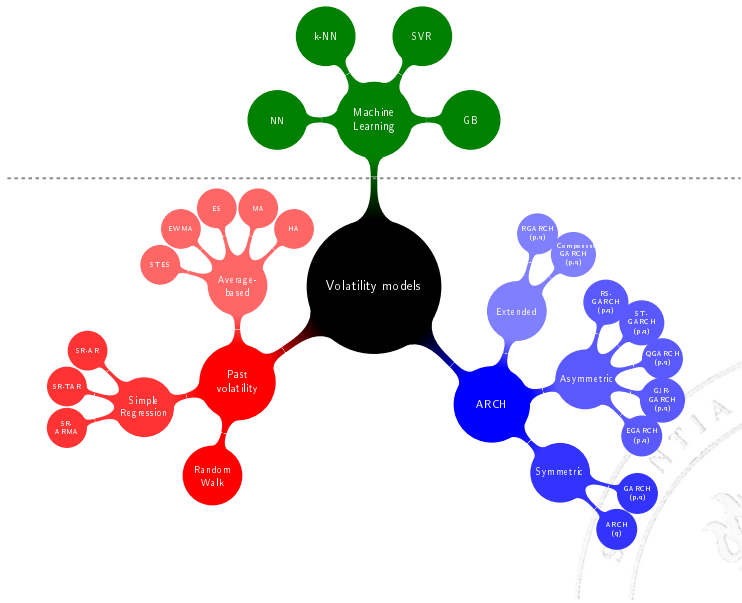 k-NN
SVR
NN
Machine
Learning
GB
ES
MA
EWMA
HA
STES
Average-
based
Volatility models
RGARCH
(p,q)
GARCH
(p,q)
Extended
RS-
GARCH
(p,q)
ST-
GARCH
(p,q)
QGARCH
(p,q)
Asymmetric
GJR-
GARCH
(p,q)
EGARCH
(p,q)
SR-AR
SR-TAR
SR-
ARMA
Simple
Regression
Past
volatility
Random
Walk
ARCH
Symmetric
GARCH
(p,q)
ARCH
(q)
NTIA